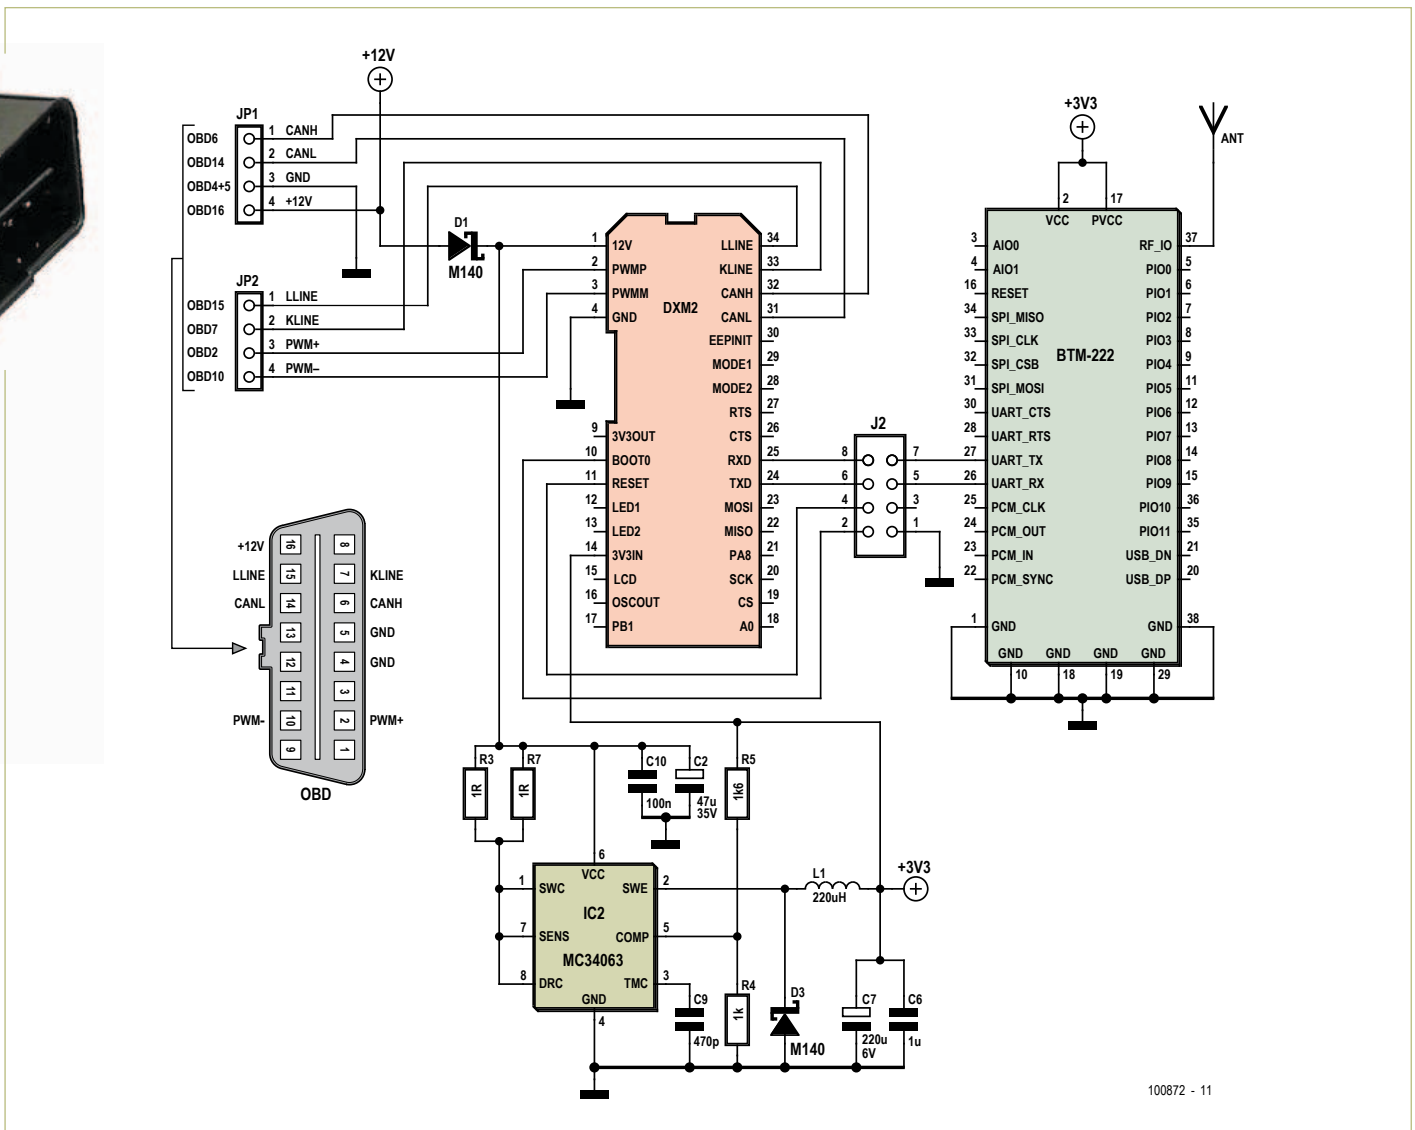 +12V
JP1
OBD6
1 CANH
OBD14
2 CANL
OBD4+5
3 GND
OBD16
4 +12V
JP2
OBD15
1 LLINE
OBD7
2 KLINE
OBD2
3 PWM+
OBD10
4 PWM–
D1
M140
DXM2
1 12V
2 PWMP
3 PWMM
4 GND
9 3V3OUT
10 BOOT0
11 RESET
12 LED1
13 LED2
14 3V3IN
15 LCD
16 OSCOUT
17 PB1
LLINE 34
KLINE 33
CANH 32
CANL 31
EEPINIT 30
MODE1 29
MODE2 28
RTS 27
CTS 26
RXD 25
TXD 24
MOSI 23
MISO 22
PA8 21
SCK 20
CS 19
A0 18
J2
8 7
6 5
4 3
2 1
+3V3
ANT
2 17
VCC PVCC
BTM-222
3 AIO0
4 AIO1
16 RESET
34 SPI_MISO
33 SPI_CLK
32 SPI_CSB
31 SPI_MOSI
30 UART_CTS
28 UART_RTS
27 UART_TX
26 UART_RX
25 PCM_CLK
24 PCM_OUT
23 PCM_IN
22 PCM_SYNC
1 GND
RF_IO 37
PIO0 5
PIO1 6
PIO2 7
PIO3 8
PIO4 9
PIO5 11
PIO6 12
PIO7 13
PIO8 14
PIO9 15
PIO10 36
PIO11 35
USB_DN 21
USB_DP 20
GND 38
GND GND GND GND
10 18 19 29
+12V 16 8
LLINE 15 7 KLINE
CANL 14 6 CANH
13 5 GND
12 4 GND
11 3
PWM- 10 2 PWM+
9 1
OBD
R3
1R
R7
1R
C10
100n
C2
47u
35V
R5
1k6
6
VCC
1 SWC
SWE 2
IC2
7 SENS
COMP 5
MC34063
8 DRC
TMC 3
GND
4
L1
220uH
+3V3
C9
470p
R4
1k
D3
M140
C7
220u
6V
C6
1u
100872 - 11